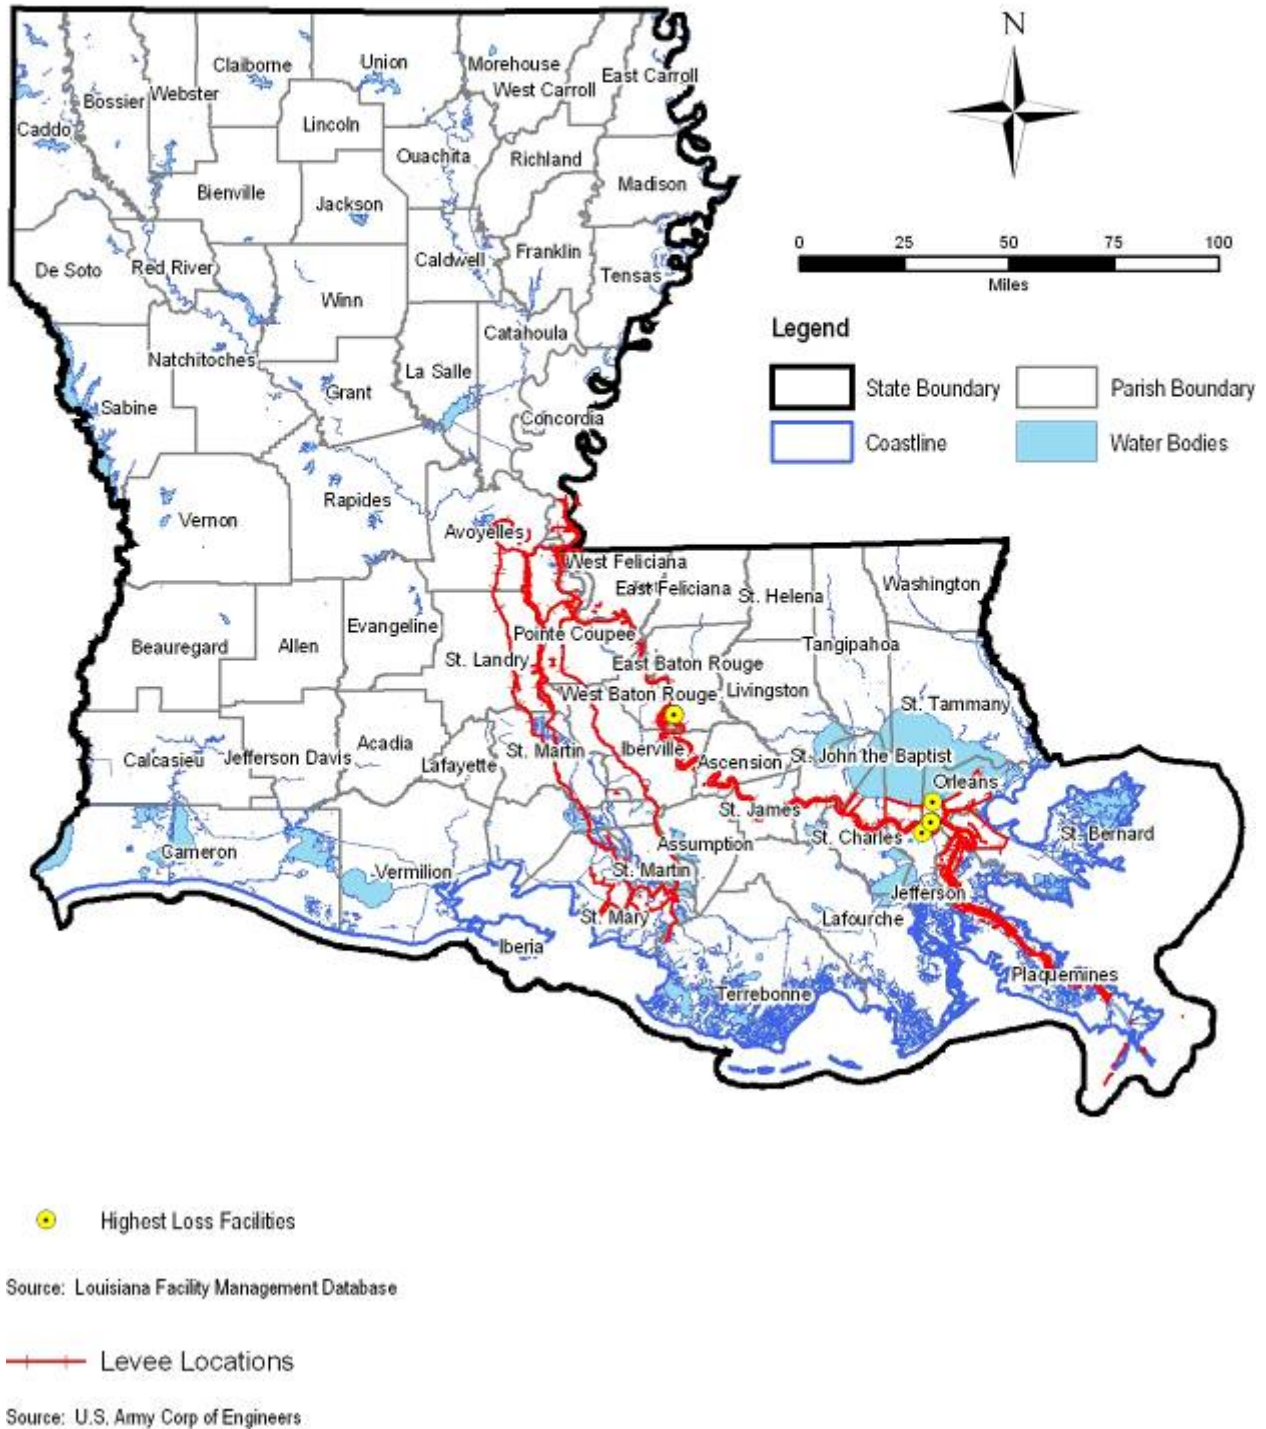 N
Claiborne
Union
Morehouse
East Carroll
West Carroll
Webster
Bossier
Caddo
Lincoln
Ouachita
Richland
Madison
Bienville
Jackson
De Soto
Red River
Caldwell
Franklin
Tensas
Winn
Catahoula
Natchitoches
La Salle
Grant
Sabine
Concordia
Rapides
Vernon
Avoyelles
West Feliciana
East Feliciana
St. Helena
Washington
Evangeline
Pointe Coupee
Beauregard
Allen
Tangipahoa
St. Landry
East Baton Rouge
West Baton Rouge
Livingston
St. Tammany
Calcasieu
Jefferson Davis
Acadia
Lafayette
St. Martin
Iberville
Ascension
St. John the Baptist
Orleans
St. James
St. Charles
St. Bernard
Assumption
Cameron
Vermilion
St. Martin
Jefferson
St. Mary
Lafourche
Iberia
Plaquemines
Terrebonne
0 25 50 75 100
Miles
Legend
State Boundary
Parish Boundary
Coastline
Water Bodies
Highest Loss Facilities
Source: Louisiana Facility Management Database
Levee Locations
Source: U.S. Army Corp of Engineers